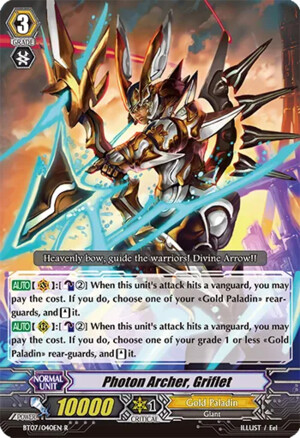 3
GRADE
Heavenly bow, guide the warriors! Divine Arrow!!
AUTO 3]:[②] When this unit's attack hits a vanguard, you may
pay the cost. If you do, choose one of your «Gold Paladin» rear-
guards, and [ ] it.
AUTO 3]:[②] When this unit's attack hits a vanguard, you may
pay the cost. If you do, choose one of your grade 1 or less «Gold
Paladin» rear-guards, and [ ] it.
NORMAL
UNIT
Photon Archer, Griflet
POWER
10000
1
CRITICAL
Gold Paladin
Giant
BT07/040EN R
ILLUST / Eel